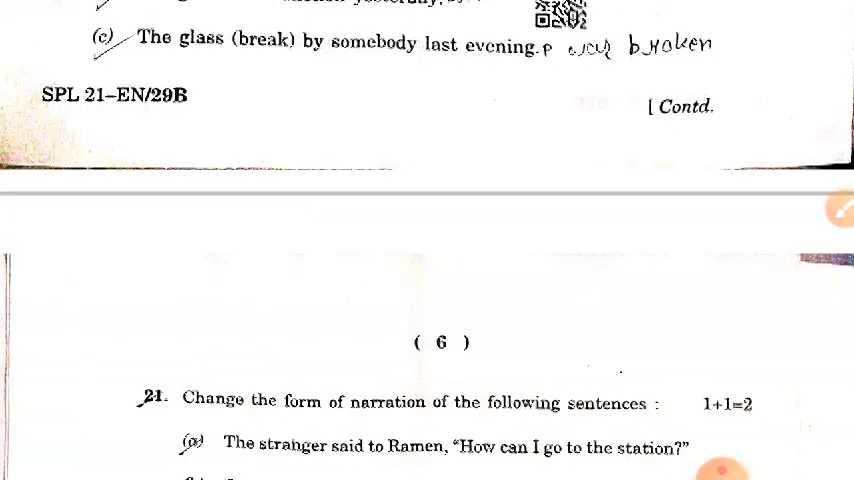 (c) The glass (break) by somebody last evening. was broken
SPL 21–EN/29B
[ Contd.
( 6 )
21. Change the form of narration of the following sentences : 1+1=2
(a) The stranger said to Ramen, “How can I go to the station?”